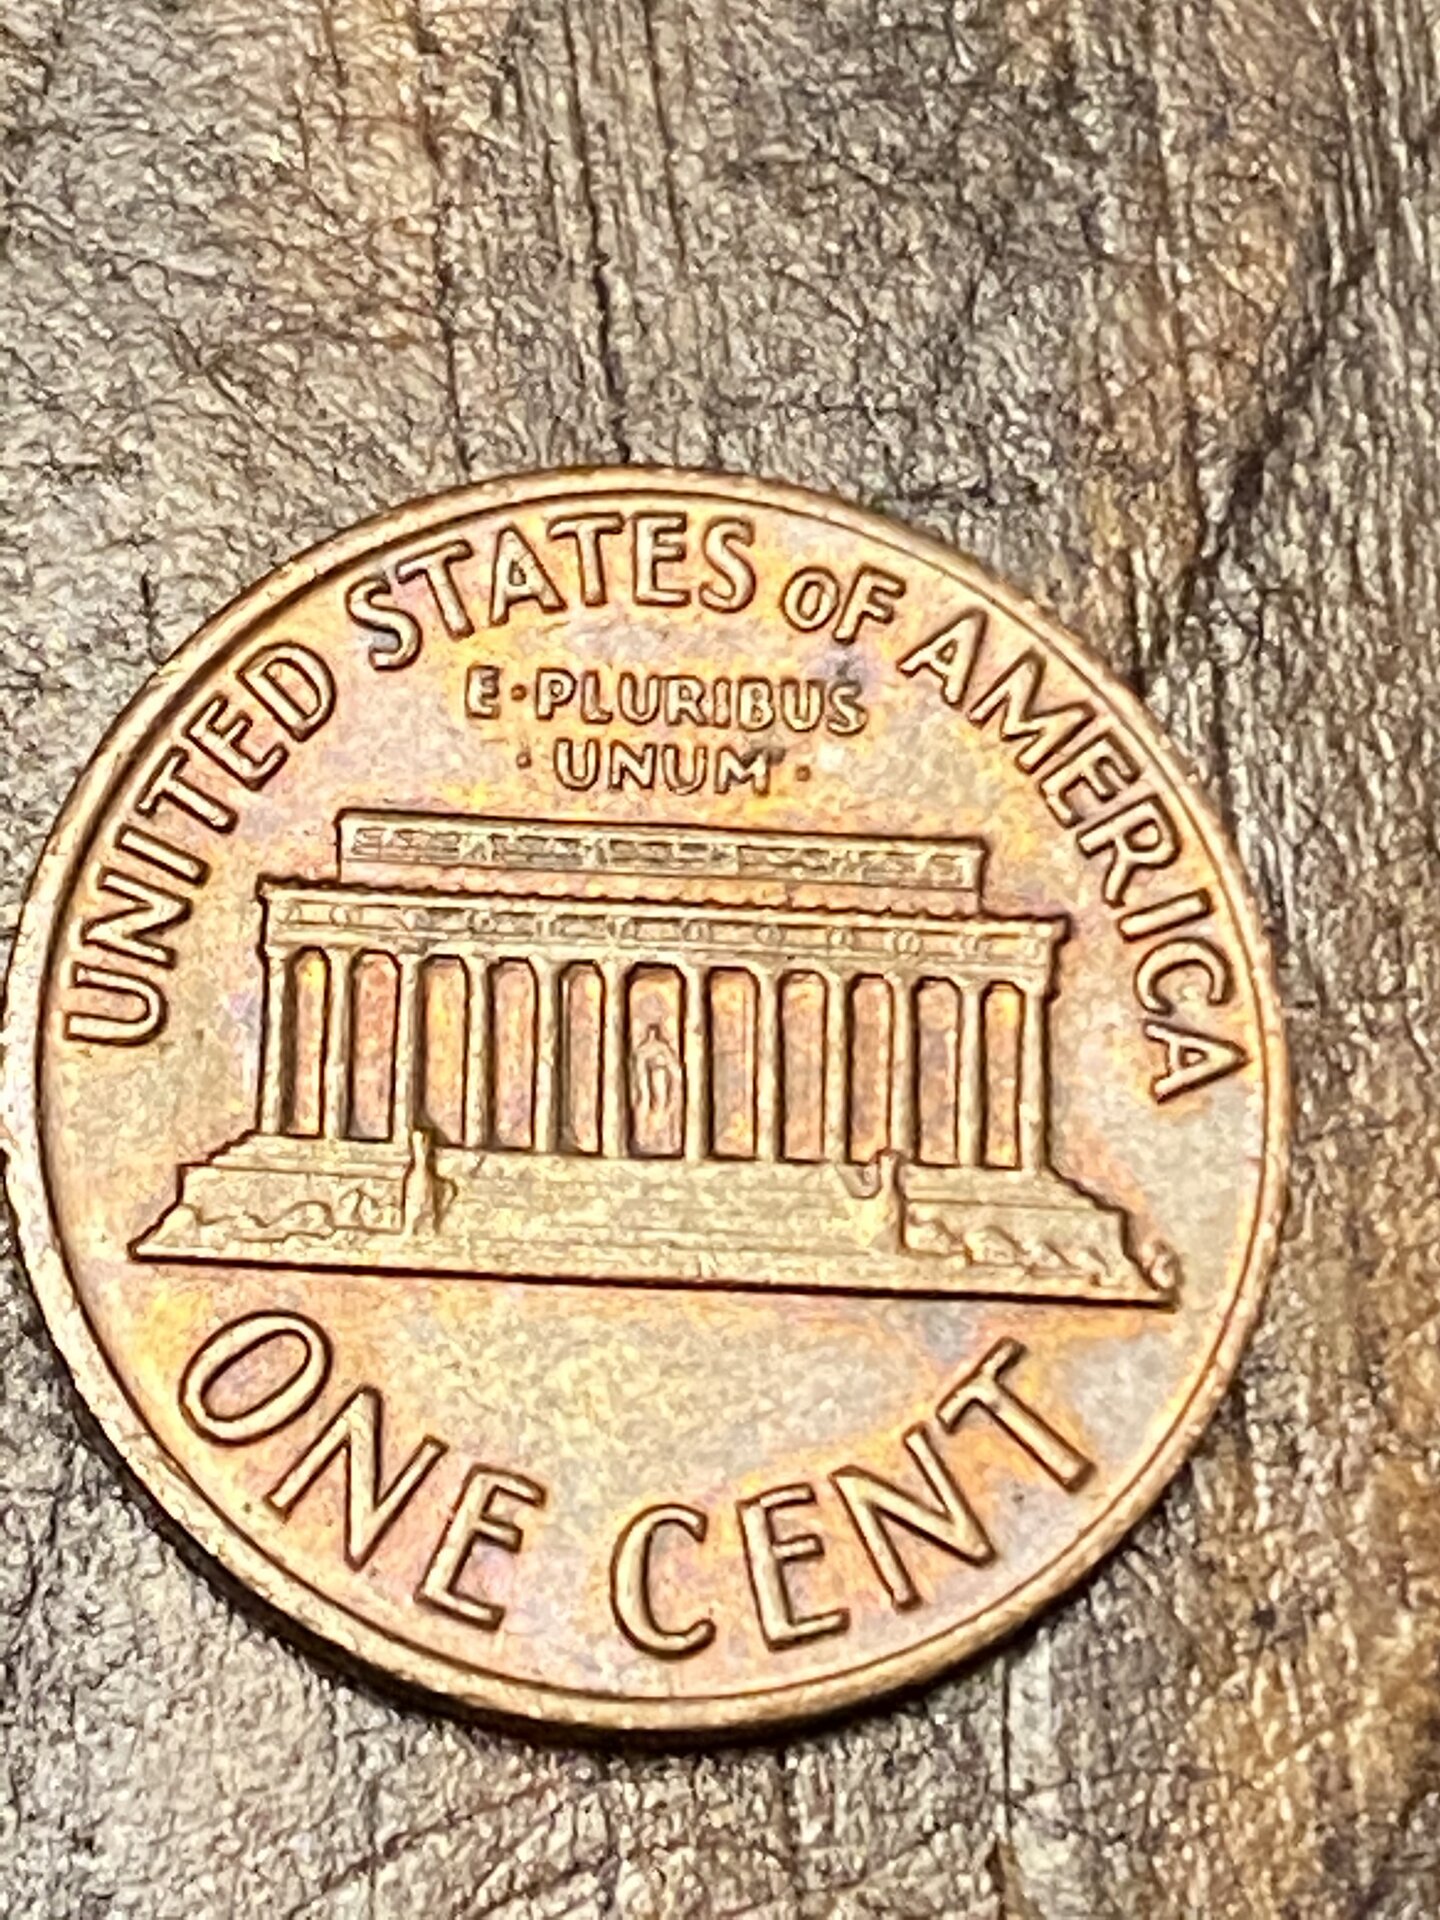 UNITED STATES OF AMERICA
E·PLURIBUS
·UNUM·
ONE CENT